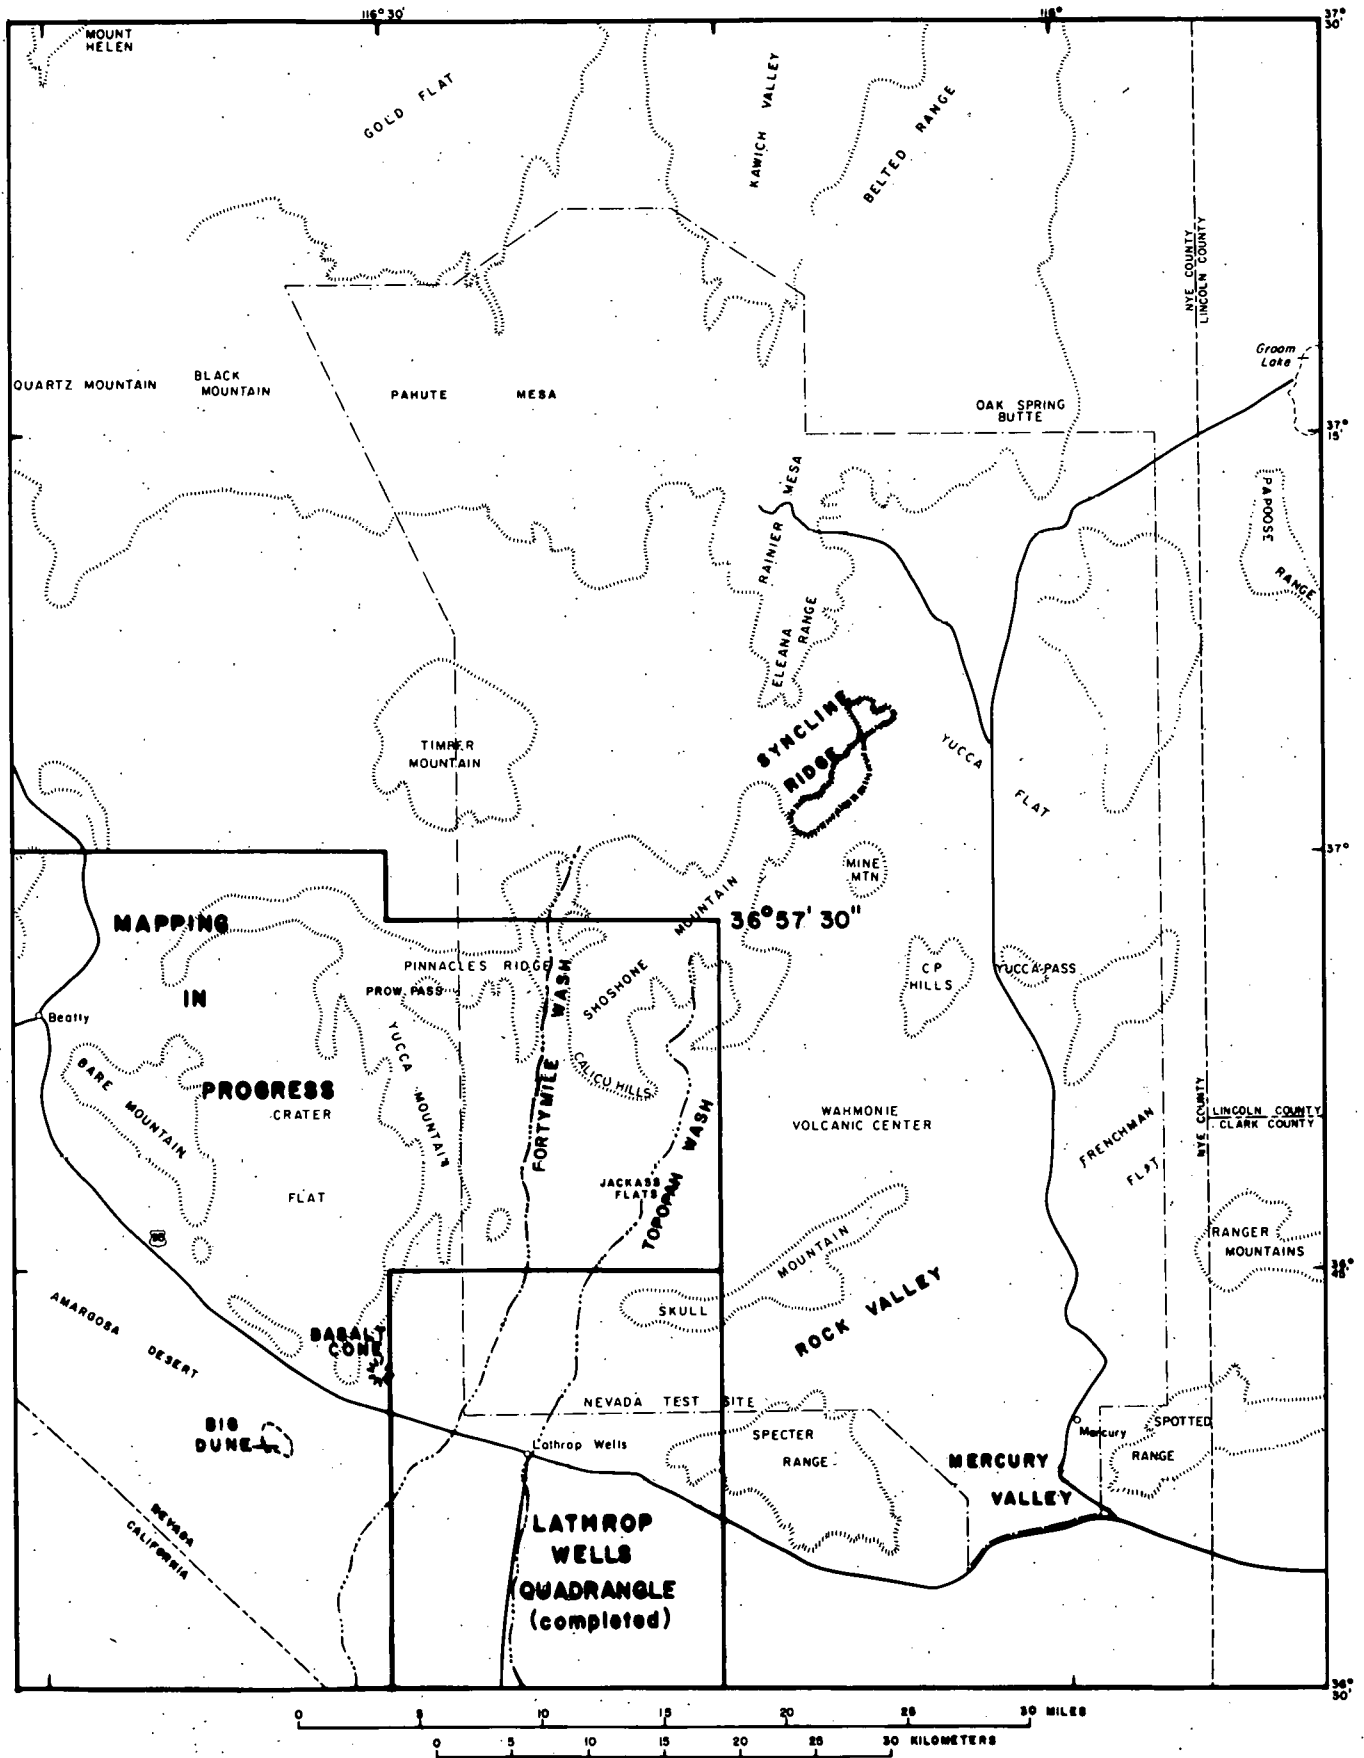 116° 30'
116°
37°
30'
MOUNT
HELEN
GOLD FLAT
KAWICH VALLEY
BELTED RANGE
NYE COUNTY
LINCOLN COUNTY
Groom
Lake
QUARTZ MOUNTAIN
BLACK
MOUNTAIN
PAHUTE MESA
OAK SPRING
BUTTE
37°
15'
RAINIER MESA
PAPOOSE
RANGE
ELEANA
RANGE
SYNCLINE
RIDGE
YUCCA
FLAT
TIMBER
MOUNTAIN
MINE
MTN
37°
MAPPING
IN
PROGRESS
36° 57' 30"
PINNACLES RIDGE
PROW PASS
SHOSHONE
MOUNTAIN
CP
HILLS
YUCCA PASS
Beatty
YUCCA MOUNTAIN
FORTYMILE WASH
CALICO HILLS
BARE MOUNTAIN
CRATER
FLAT
TOPOPAH WASH
WAHMONIE
VOLCANIC CENTER
FRENCHMAN
FLAT
NYE COUNTY
LINCOLN COUNTY
CLARK COUNTY
JACKASS
FLATS
95
RANGER
MOUNTAINS
36°
45'
SKULL MOUNTAIN
ROCK VALLEY
AMARGOSA
DESERT
BASALT
CONE
NEVADA TEST SITE
BIG
DUNE
Lathrop Wells
SPECTER
RANGE
Mercury
SPOTTED
RANGE
MERCURY
VALLEY
NEVADA
CALIFORNIA
LATHROP
WELLS
QUADRANGLE
(completed)
36°
30'
0 5 10 15 20 25 30 MILES
0 5 10 15 20 25 30 KILOMETERS